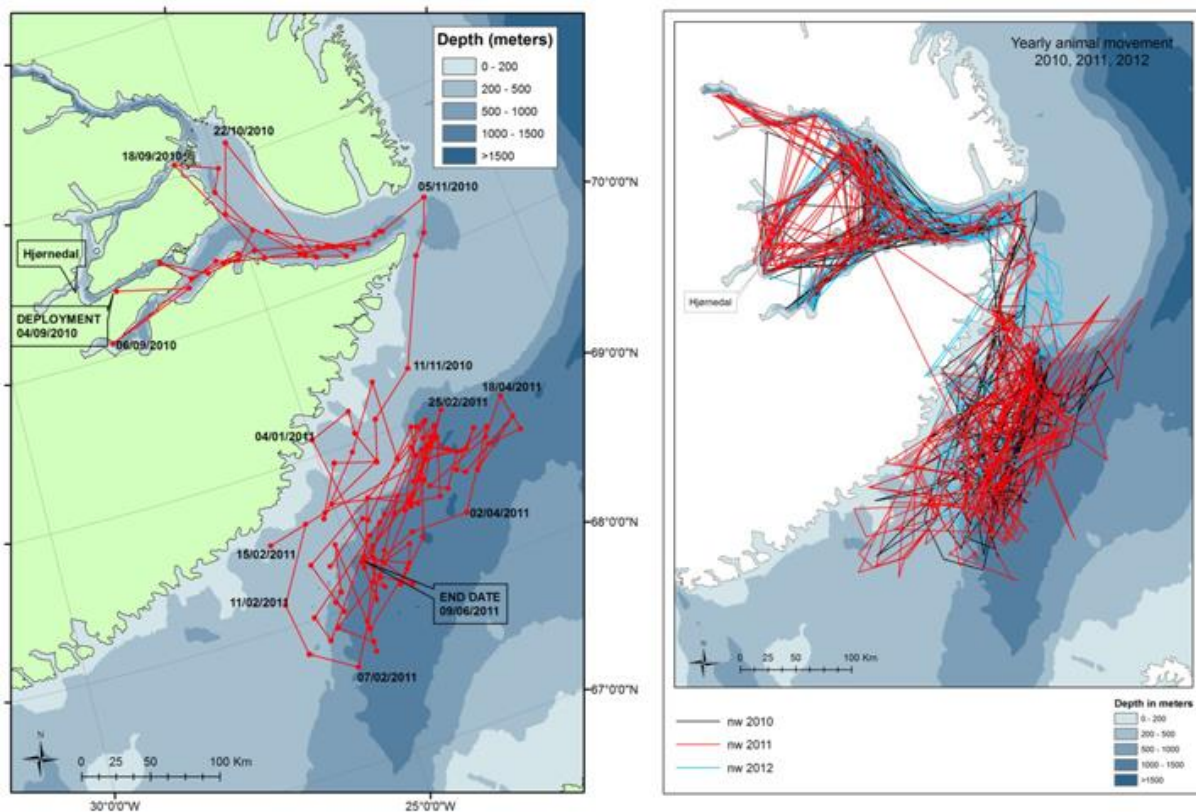 25°0'0"W
Depth (meters)
0 - 200
200 - 500
500 - 1000
1000 - 1500
>1500
22/10/2010
18/09/2010
05/11/2010
70°0'0"N
Hjørnedal
DEPLOYMENT
04/09/2010
06/09/2010
69°0'0"N
11/11/2010
18/04/2011
25/02/2011
04/01/2011
02/04/2011
68°0'0"N
15/02/2011
END DATE
09/06/2011
11/02/2011
07/02/2011
67°0'0"N
N
0 25 50 100 Km
30°0'0"W
25°0'0"W
Yearly animal movement
2010, 2011, 2012
Hjørnedal
N
0 25 50 100 Km
nw 2010
nw 2011
nw 2012
Depth in meters
0 - 200
200 - 500
500 - 1000
1000 - 1500
>1500